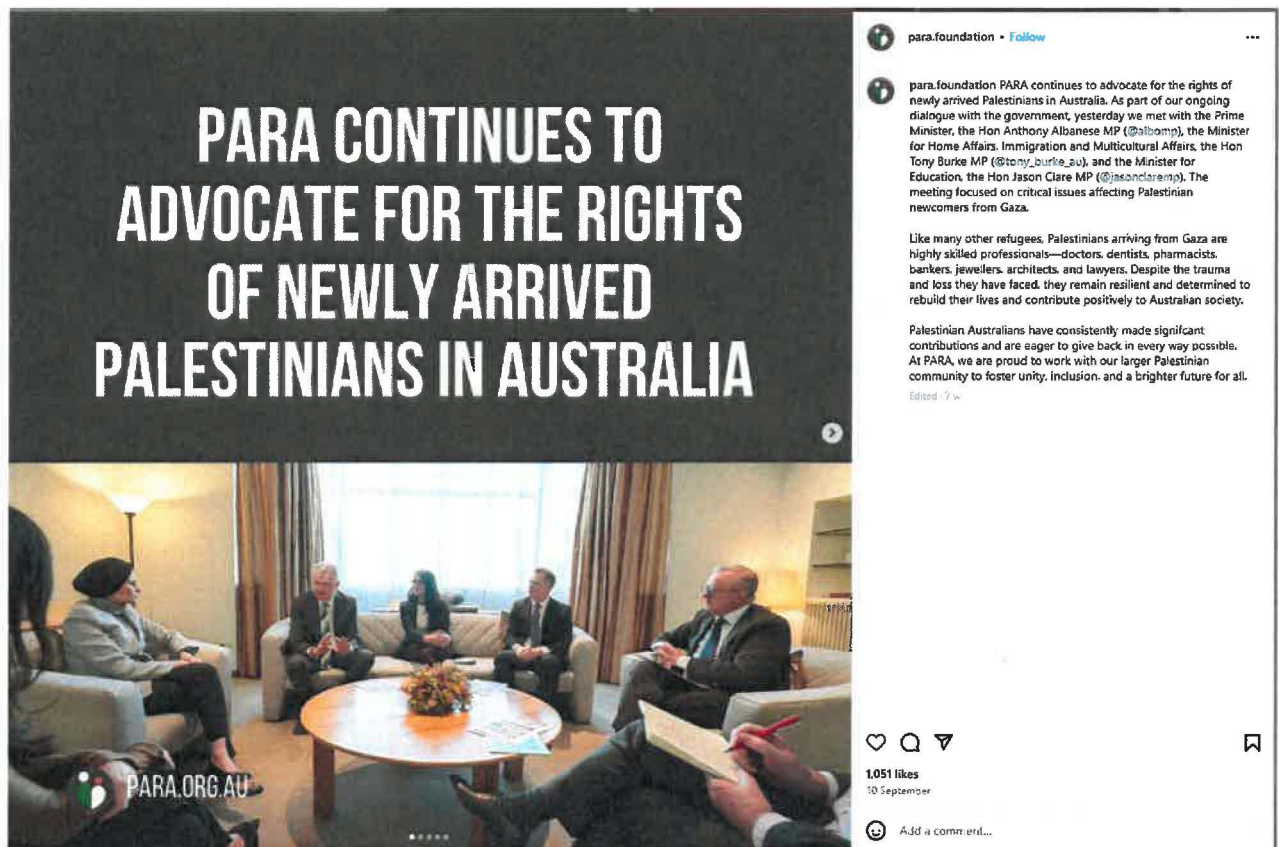 PARA CONTINUES TO
ADVOCATE FOR THE RIGHTS
OF NEWLY ARRIVED
PALESTINIANS IN AUSTRALIA
PARA.ORG.AU
para.foundation • Follow
para.foundation PARA continues to advocate for the rights of
newly arrived Palestinians in Australia. As part of our ongoing
dialogue with the government, yesterday we met with the Prime
Minister, the Hon Anthony Albanese MP (@albomp), the Minister
for Home Affairs, Immigration and Multicultural Affairs, the Hon
Tony Burke MP (@tony_burke_au), and the Minister for
Education, the Hon Jason Clare MP (@jasonclaremp). The
meeting focused on critical issues affecting Palestinian
newcomers from Gaza.
Like many other refugees, Palestinians arriving from Gaza are
highly skilled professionals—doctors, dentists, pharmacists,
bankers, jewellers, architects, and lawyers. Despite the trauma
and loss they have faced, they remain resilient and determined to
rebuild their lives and contribute positively to Australian society.
Palestinian Australians have consistently made signifcant
contributions and are eager to give back in every way possible.
At PARA, we are proud to work with our larger Palestinian
community to foster unity, inclusion, and a brighter future for all.
Edited · 7 w
1,051 likes
10 September
Add a comment...